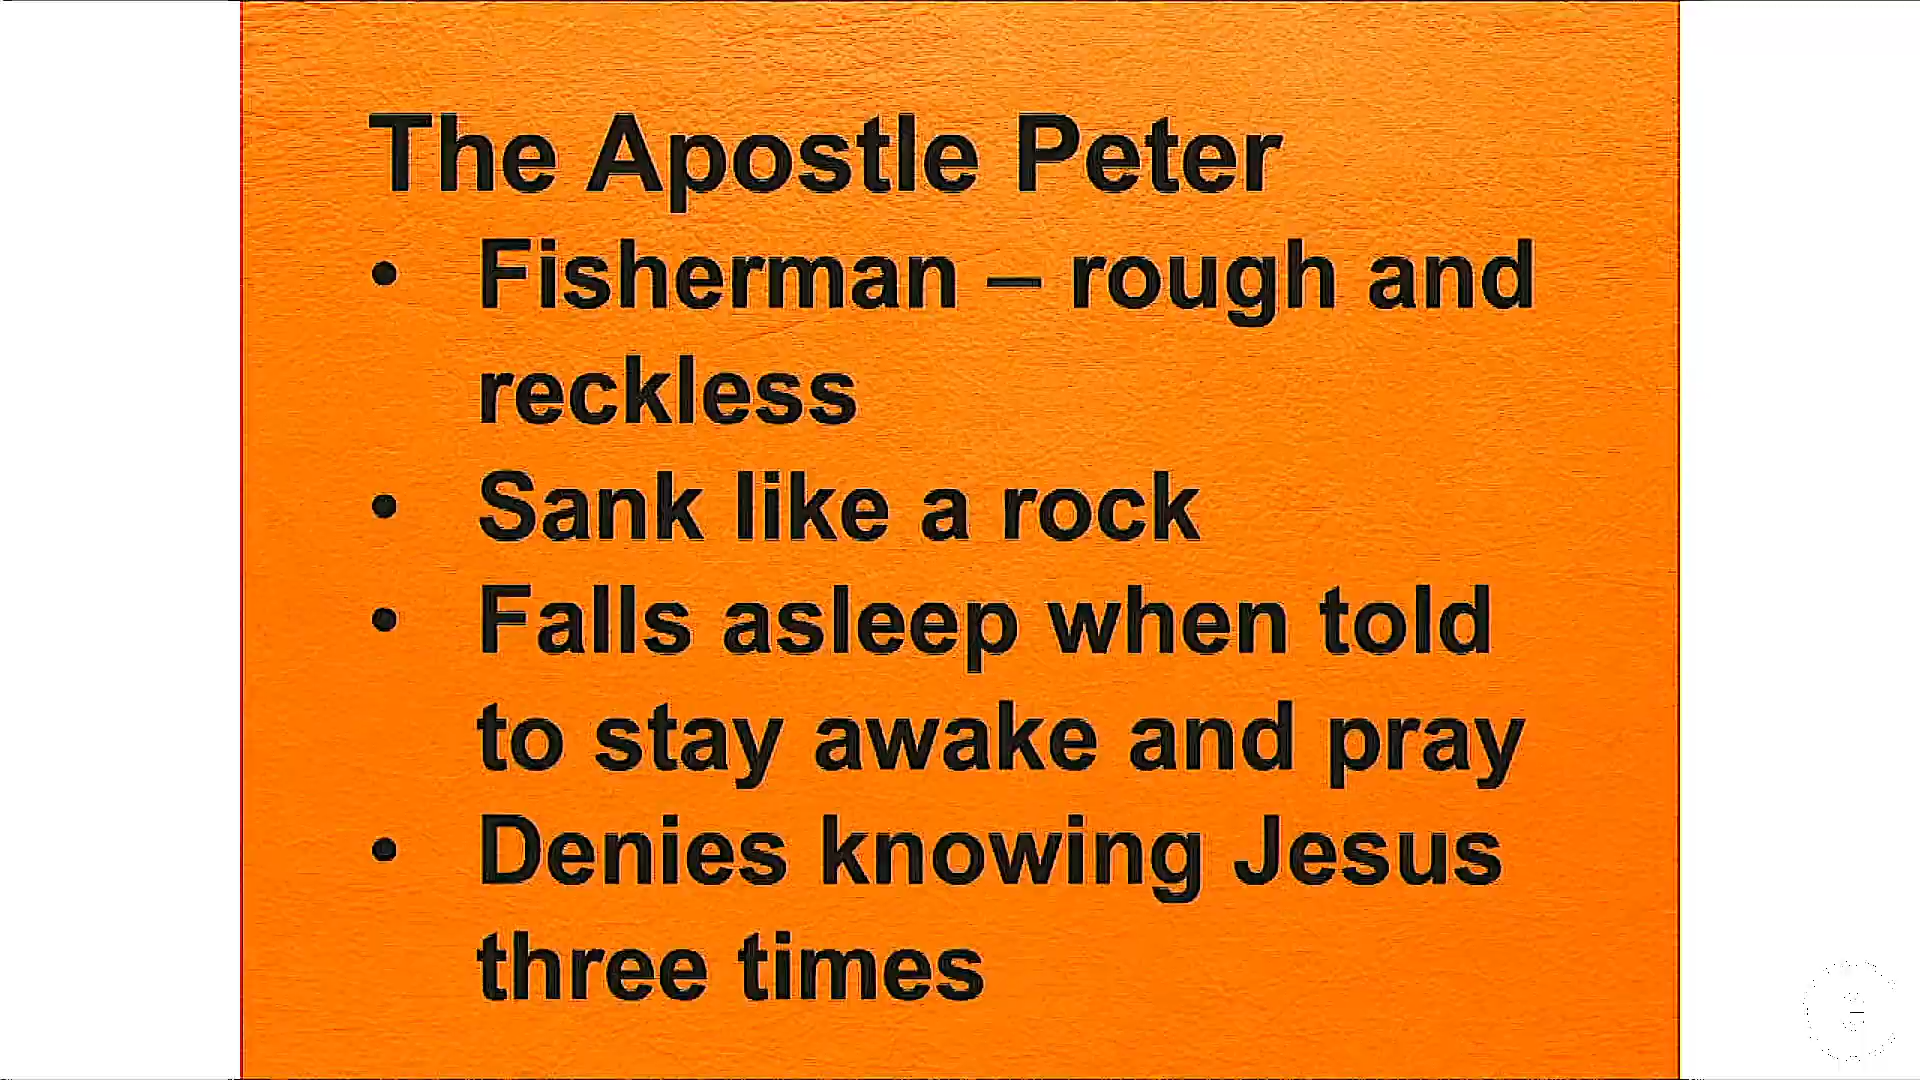 The Apostle Peter
• Fisherman – rough and
reckless
• Sank like a rock
• Falls asleep when told
to stay awake and pray
• Denies knowing Jesus
three times